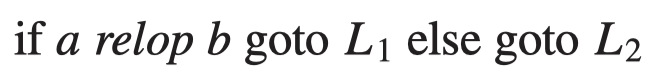 if a relop b goto L₁ else goto L₂